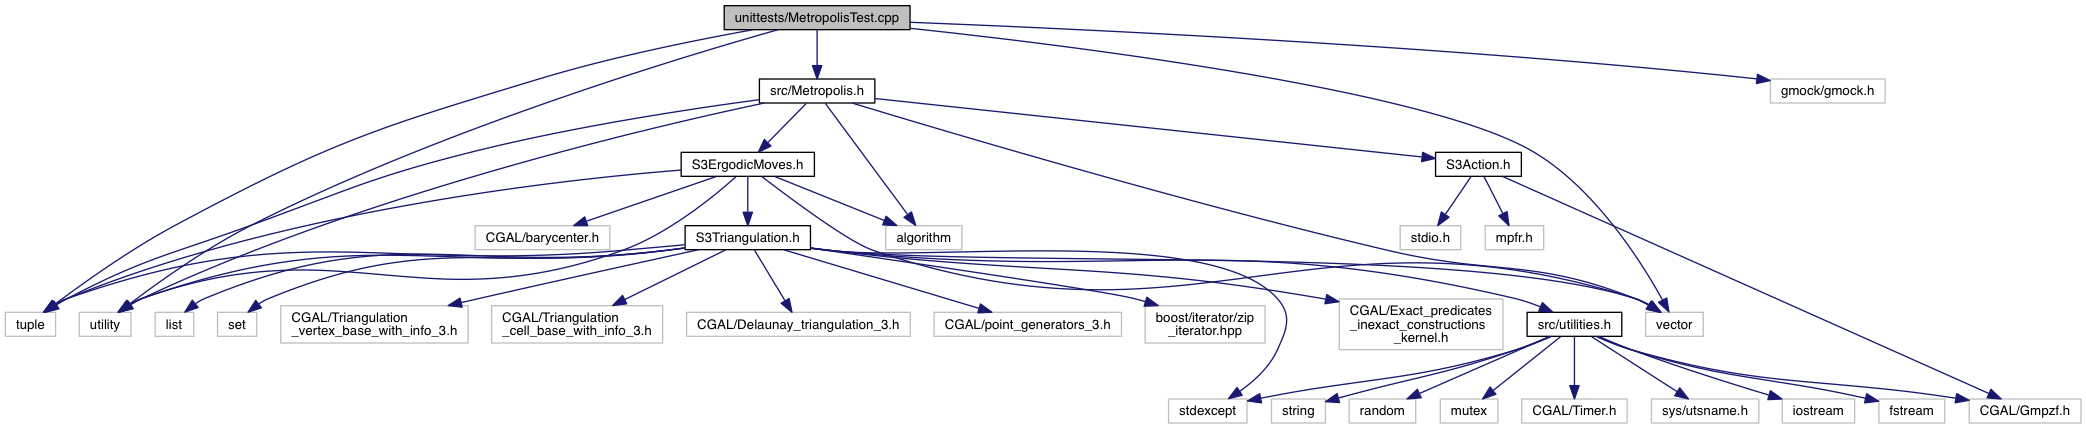 unittests/MetropolisTest.cpp
src/Metropolis.h
gmock/gmock.h
S3ErgodicMoves.h
S3Action.h
CGAL/barycenter.h
S3Triangulation.h
algorithm
stdio.h
mpfr.h
tuple
utility
list
set
CGAL/Triangulation
_vertex_base_with_info_3.h
CGAL/Triangulation
_cell_base_with_info_3.h
CGAL/Delaunay_triangulation_3.h
CGAL/point_generators_3.h
boost/iterator/zip
_iterator.hpp
CGAL/Exact_predicates
_inexact_constructions
_kernel.h
src/utilities.h
vector
stdexcept
string
random
mutex
CGAL/Timer.h
sys/utsname.h
iostream
fstream
CGAL/Gmpzf.h